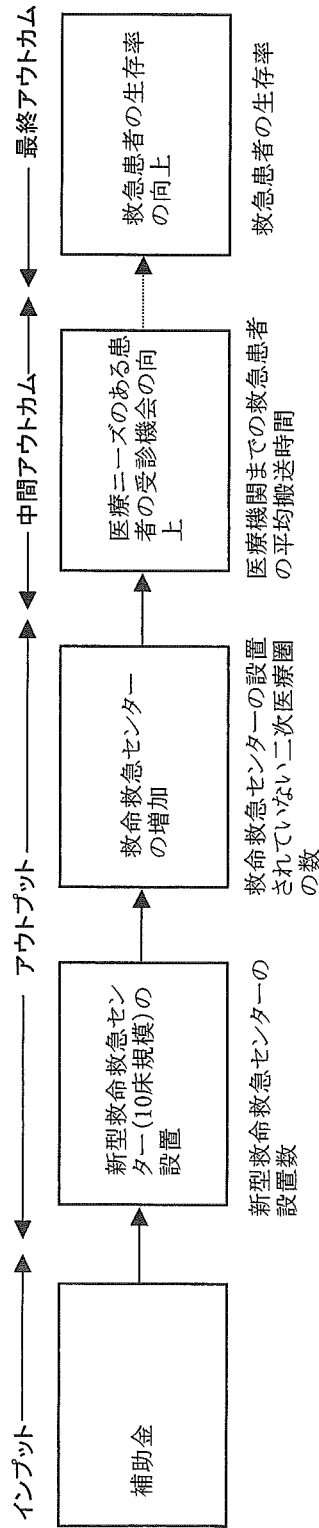 インプット
アウトプット
中間アウトカム
最終アウトカム
補助金
新型救命救急セン
ター(10床規模)の
設置
救命救急センター
の増加
医療ニーズのある患
者の受診機会の向
上
救急患者の生存率
の向上
新型救命救急センターの
設置数
救命救急センターの設置
されていない二次医療圏
の数
医療機関までの救急患者
の平均搬送時間
救急患者の生存率